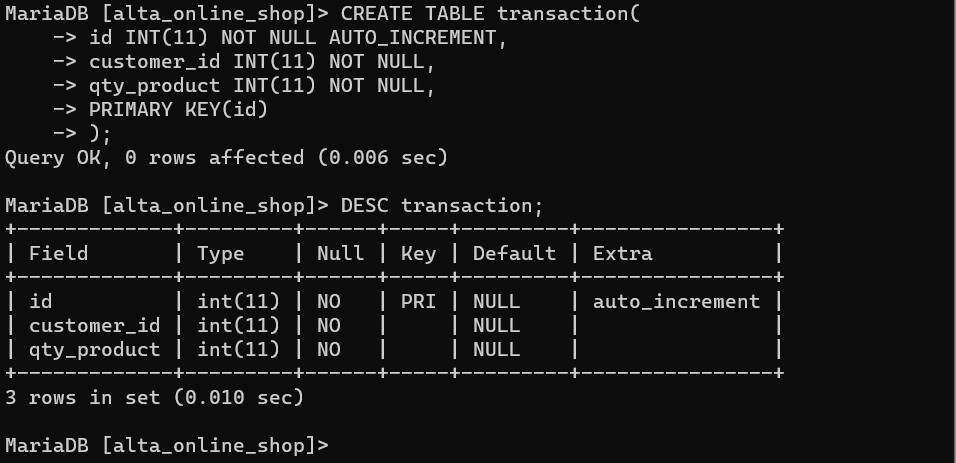 MariaDB [alta_online_shop]> CREATE TABLE transaction(
    -> id INT(11) NOT NULL AUTO_INCREMENT,
    -> customer_id INT(11) NOT NULL,
    -> qty_product INT(11) NOT NULL,
    -> PRIMARY KEY(id)
    -> );
Query OK, 0 rows affected (0.006 sec)

MariaDB [alta_online_shop]> DESC transaction;
+-------------+---------+------+-----+---------+----------------+
| Field       | Type    | Null | Key | Default | Extra          |
+-------------+---------+------+-----+---------+----------------+
| id          | int(11) | NO   | PRI | NULL    | auto_increment |
| customer_id | int(11) | NO   |     | NULL    |                |
| qty_product | int(11) | NO   |     | NULL    |                |
+-------------+---------+------+-----+---------+----------------+
3 rows in set (0.010 sec)

MariaDB [alta_online_shop]>